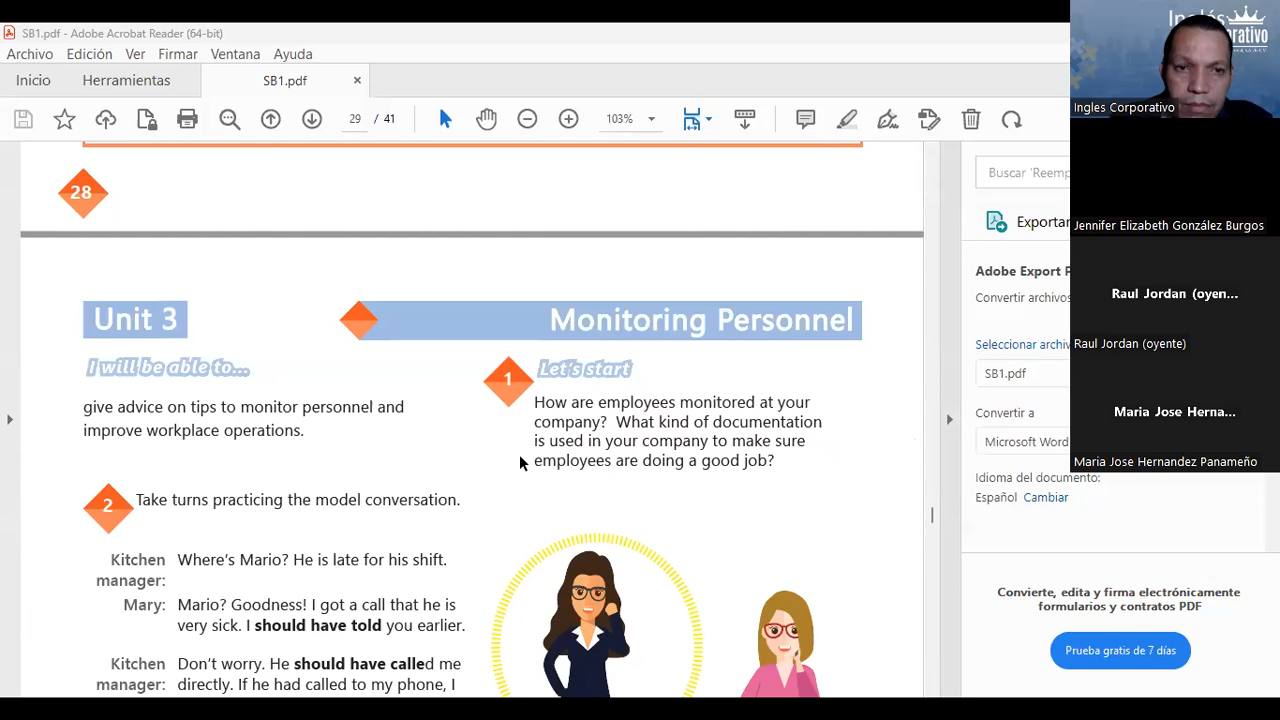 SB1.pdf - Adobe Acrobat Reader (64-bit)
Archivo Edición Ver Firmar Ventana Ayuda
Inicio Herramientas SB1.pdf ×
29 / 41 103%
28
Unit 3
Monitoring Personnel
I will be able to...
give advice on tips to monitor personnel and
improve workplace operations.
1 Let's start
How are employees monitored at your
company? What kind of documentation
is used in your company to make sure
employees are doing a good job?
2 Take turns practicing the model conversation.
Kitchen manager: Where's Mario? He is late for his shift.
Mary: Mario? Goodness! I got a call that he is
very sick. I should have told you earlier.
Kitchen manager: Don't worry. He should have called me
directly. If he had called to my phone, I
Buscar 'Reemp
Exportar
Adobe Export P
Convertir archivos
Seleccionar archiv
SB1.pdf
Convertir a
Microsoft Word
Idioma del documento:
Español Cambiar
Convierte, edita y firma electrónicamente
formularios y contratos PDF
Prueba gratis de 7 días
Ingles Corporativo
Jennifer Elizabeth González Burgos
Raul Jordan (oyen...
Raul Jordan (oyente)
Maria Jose Herna...
Maria Jose Hernandez Panameño